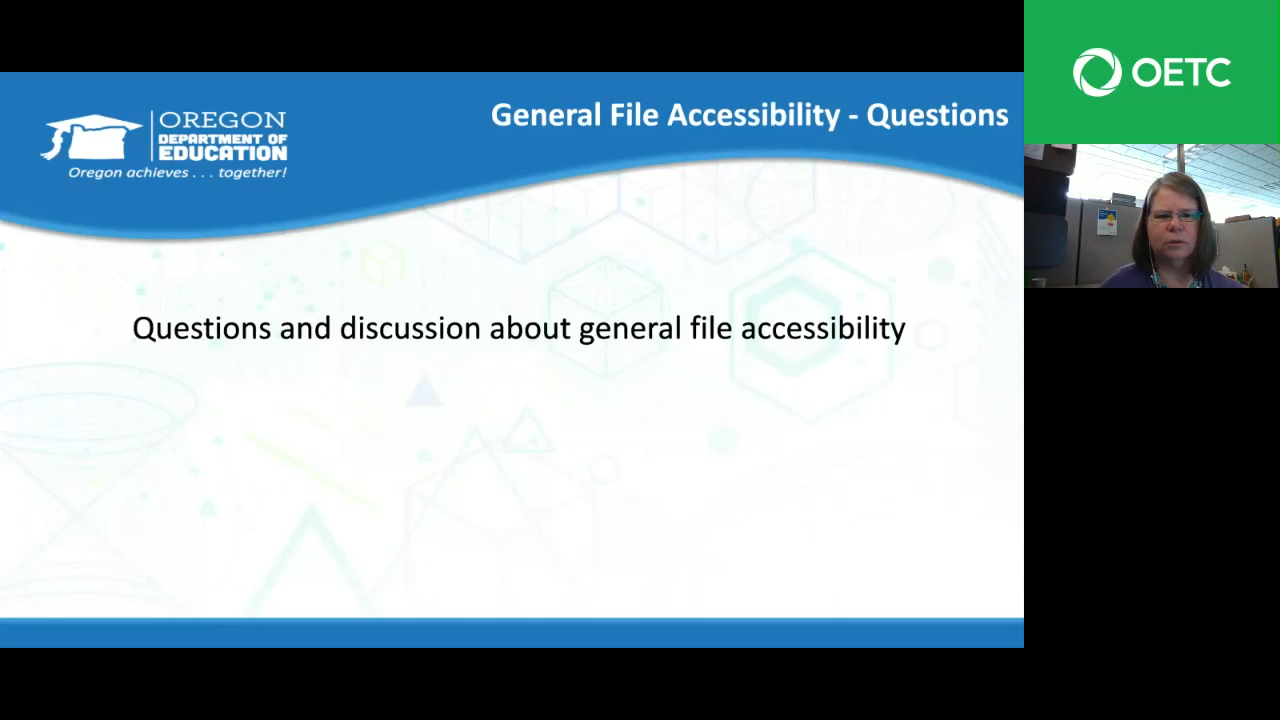 OREGON
DEPARTMENT OF
EDUCATION
Oregon achieves . . . together!
General File Accessibility - Questions
OETC
Questions and discussion about general file accessibility